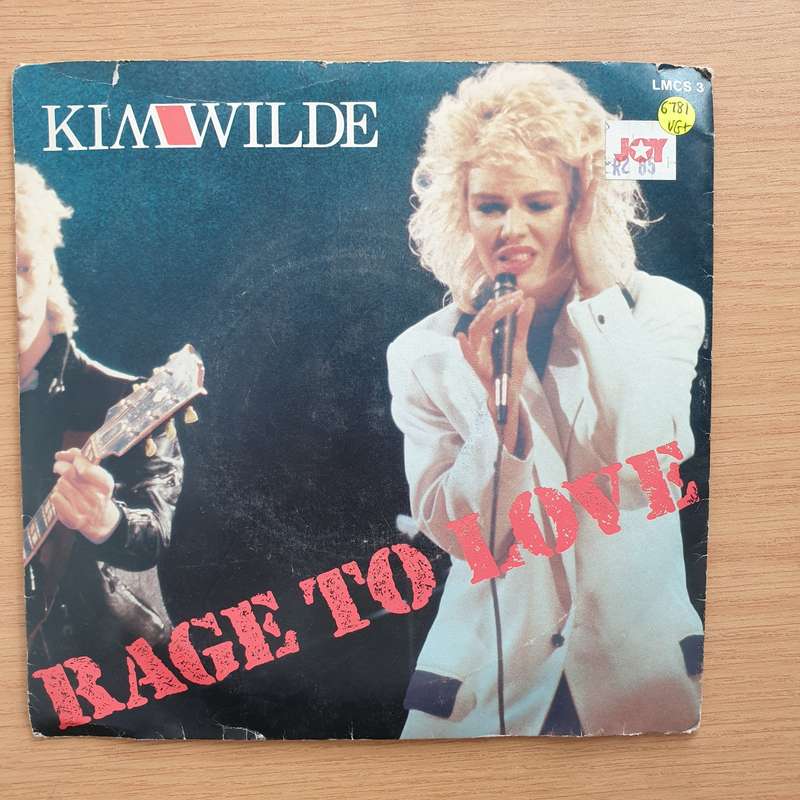 KIM WILDE
LMCS 3
6781
VG+
JOY
RAGE TO LOVE